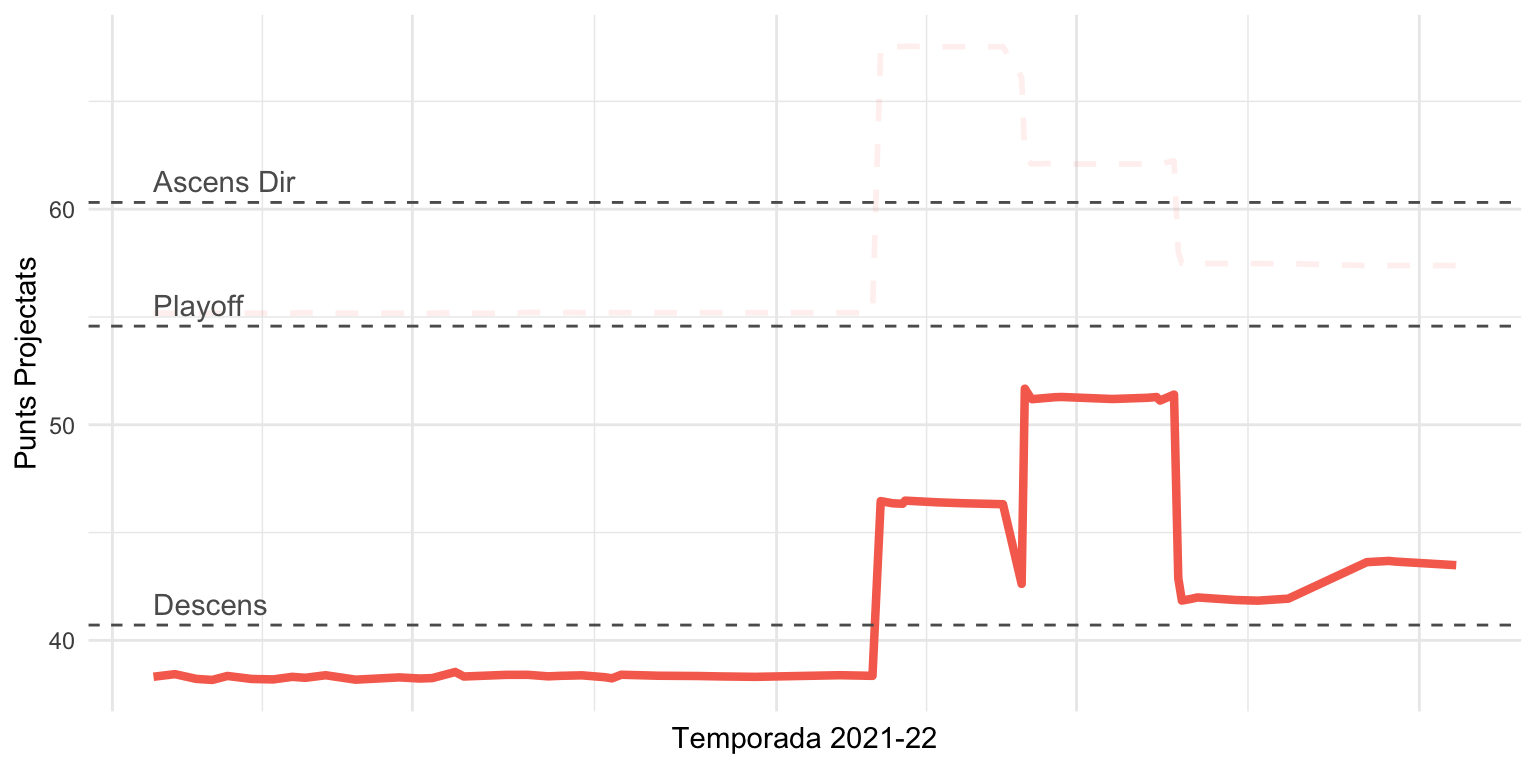 Ascens Dir
60
Playoff
50
Descens
40
Punts Projectats
Temporada 2021-22